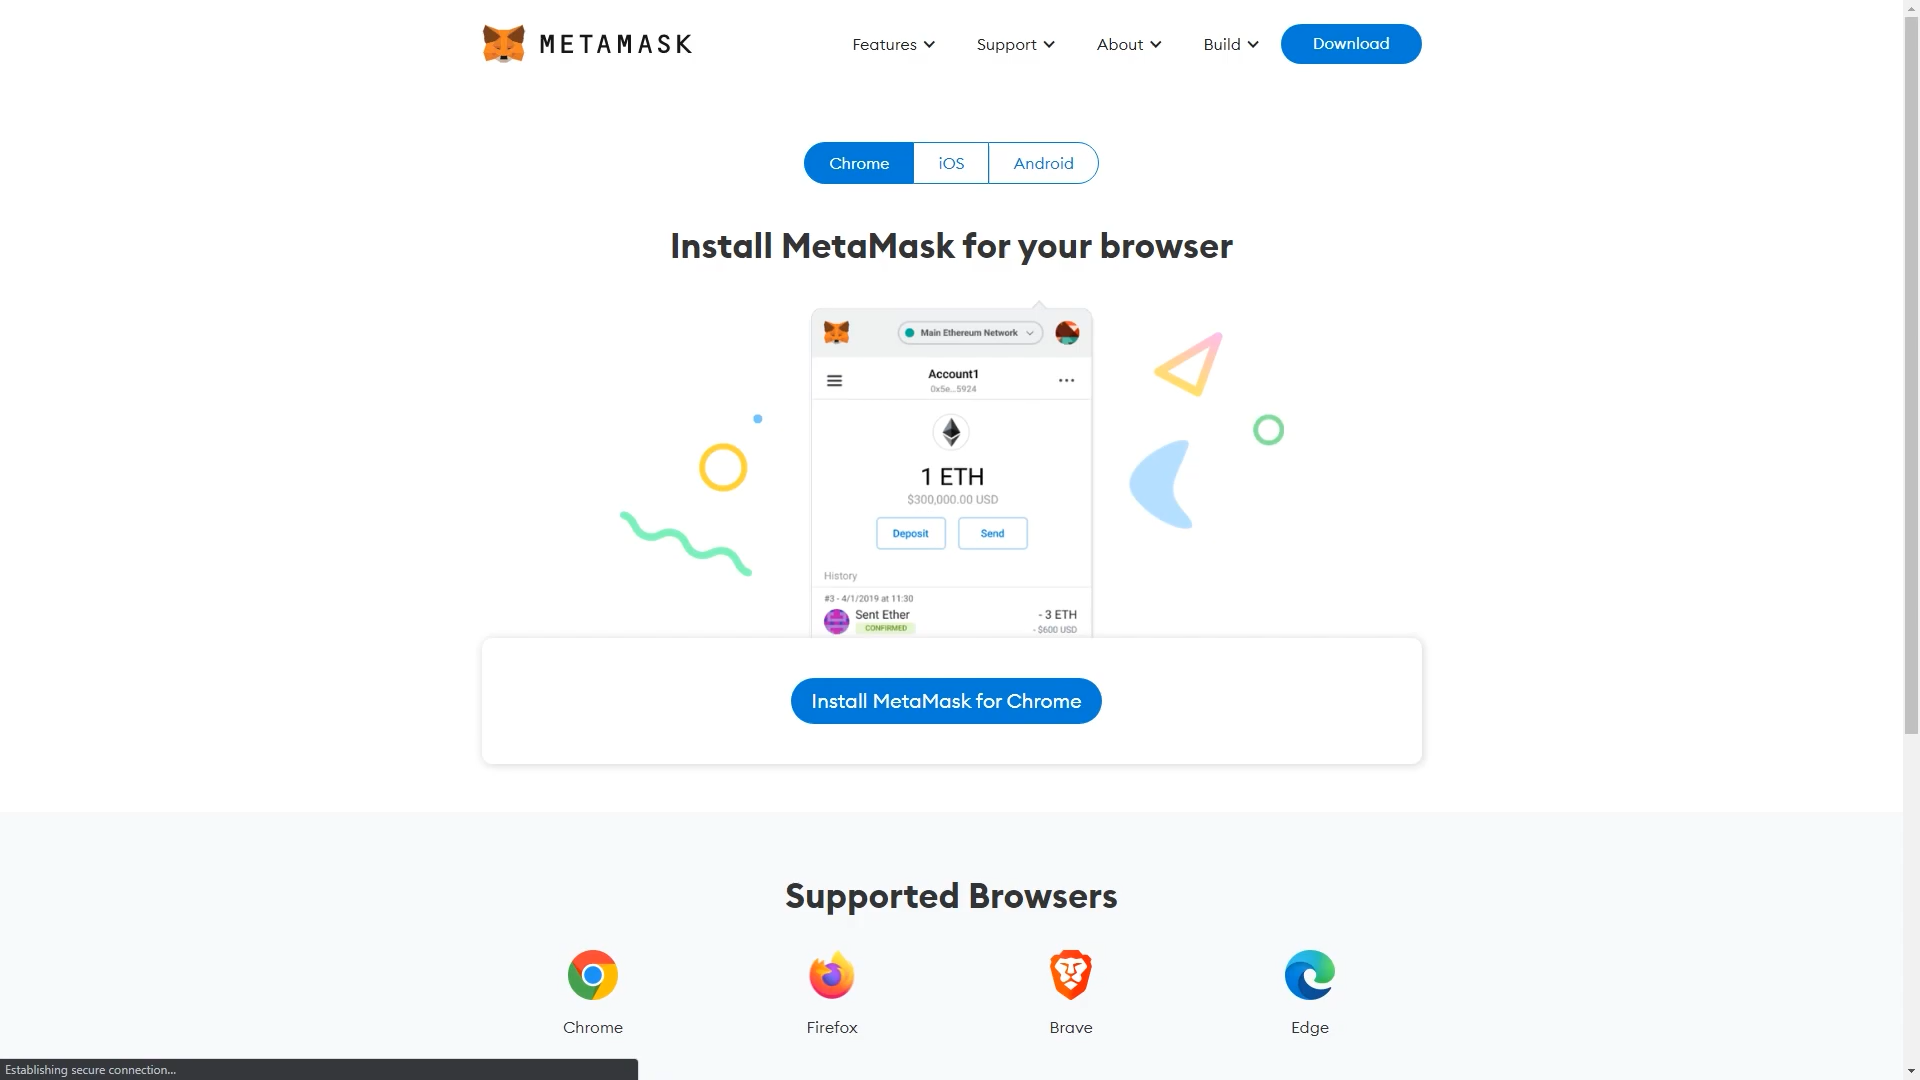 METAMASK
Features
Support
About
Build
Download
Chrome
iOS
Android
Install MetaMask for your browser
Main Ethereum Network
Account1
0x5e...5924
1 ETH
$300,000.00 USD
Deposit
Send
History
#3 - 4/1/2019 at 11:30
Sent Ether
- 3 ETH
CONFIRMED
- $600 USD
Install MetaMask for Chrome
Supported Browsers
Chrome
Firefox
Brave
Edge
Establishing secure connection...